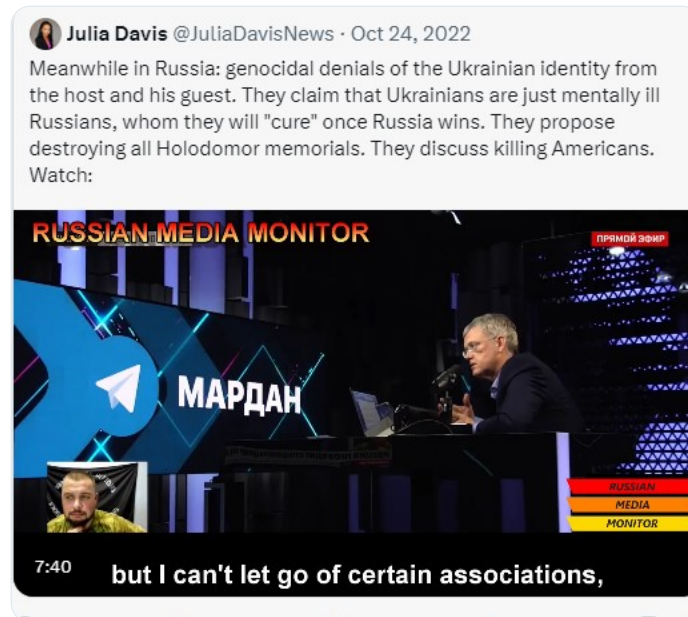 Julia Davis @JuliaDavisNews · Oct 24, 2022
Meanwhile in Russia: genocidal denials of the Ukrainian identity from
the host and his guest. They claim that Ukrainians are just mentally ill
Russians, whom they will "cure" once Russia wins. They propose
destroying all Holodomor memorials. They discuss killing Americans.
Watch:
RUSSIAN MEDIA MONITOR
ПРЯМОЙ ЭФИР
МАРДАН
RUSSIAN
MEDIA
MONITOR
7:40
but I can't let go of certain associations,